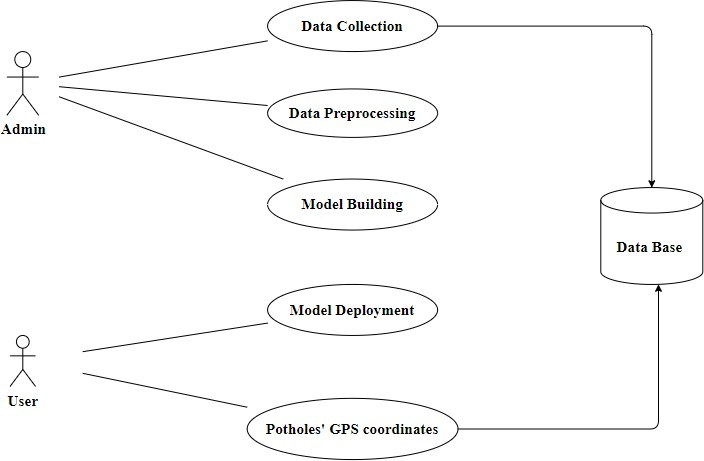 Data Collection
Admin
Data Preprocessing
Model Building
Data Base
Model Deployment
User
Potholes' GPS coordinates